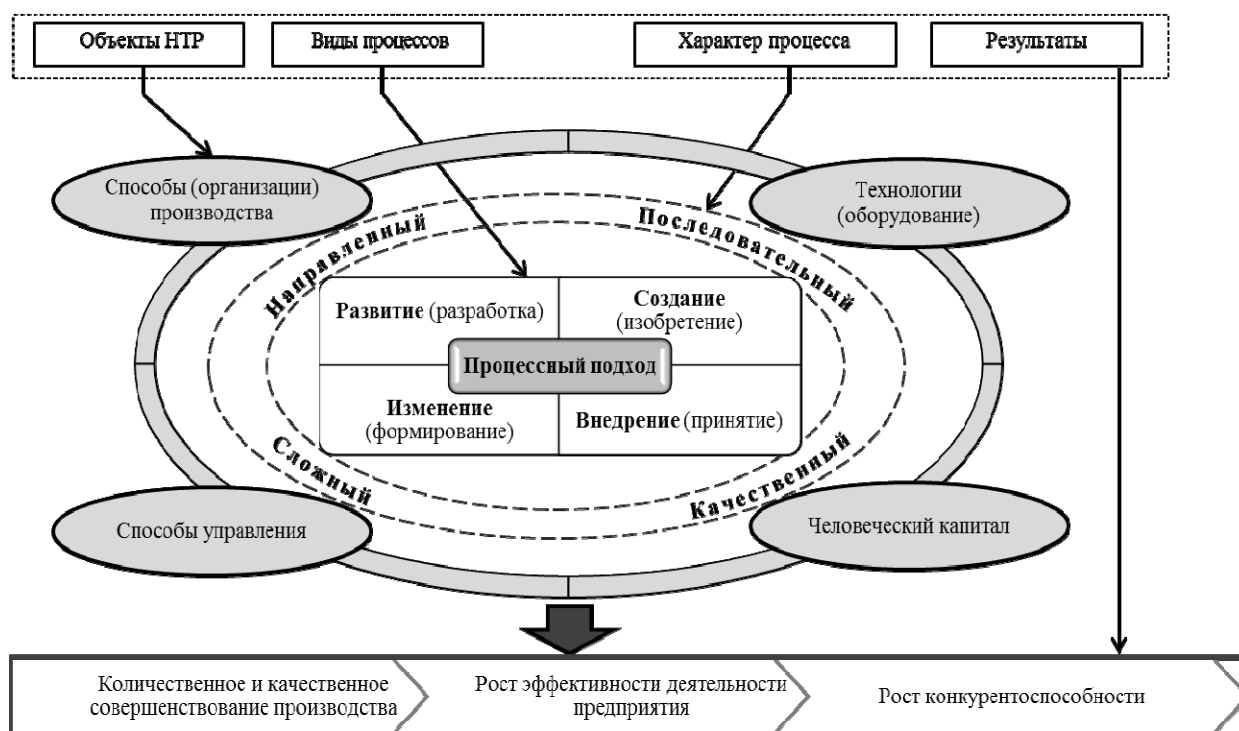 Объекты НТР
Виды процессов
Характер процесса
Результаты
Способы (организации)
производства
Технологии
(оборудование)
Направленный
Последовательный
Развитие (разработка)
Создание
(изобретение)
Процессный подход
Изменение
(формирование)
Внедрение (принятие)
Сложный
Качественный
Способы управления
Человеческий капитал
Количественное и качественное
совершенствование производства
Рост эффективности деятельности
предприятия
Рост конкурентоспособности